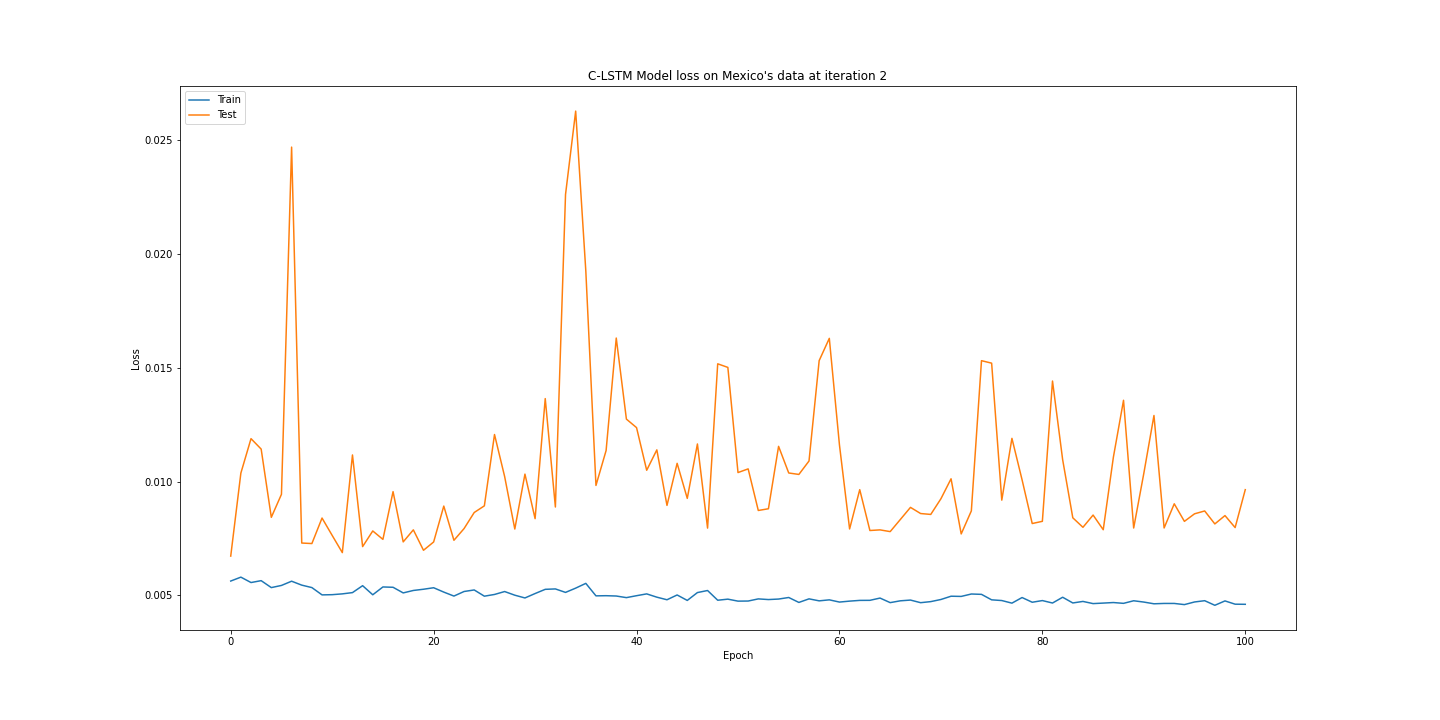 C-LSTM Model loss on Mexico's data at iteration 2
Train
Test
0.025
0.020
0.015
0.010
0.005
Loss
0 20 40 60 80 100
Epoch